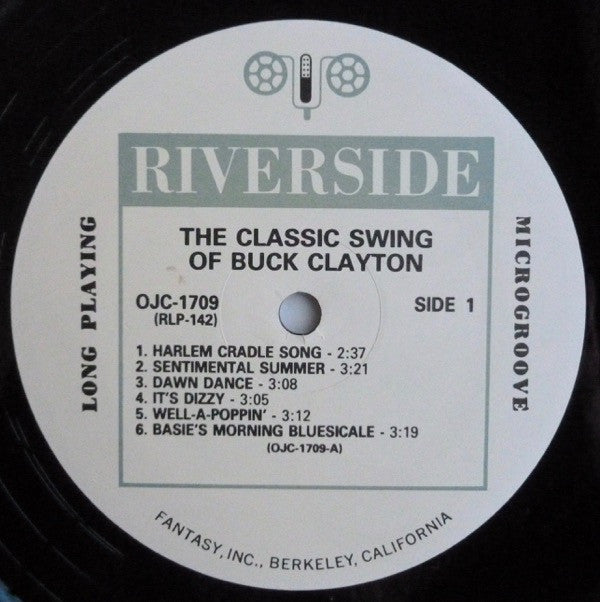 RIVERSIDE
THE CLASSIC SWING
OF BUCK CLAYTON
OJC-1709
(RLP-142)
SIDE 1
1. HARLEM CRADLE SONG - 2:37
2. SENTIMENTAL SUMMER - 3:21
3. DAWN DANCE - 3:08
4. IT'S DIZZY - 3:05
5. WELL-A-POPPIN' - 3:12
6. BASIE'S MORNING BLUESICALE - 3:19
(OJC-1709-A)
LONG PLAYING
MICROGROOVE
FANTASY, INC., BERKELEY, CALIFORNIA